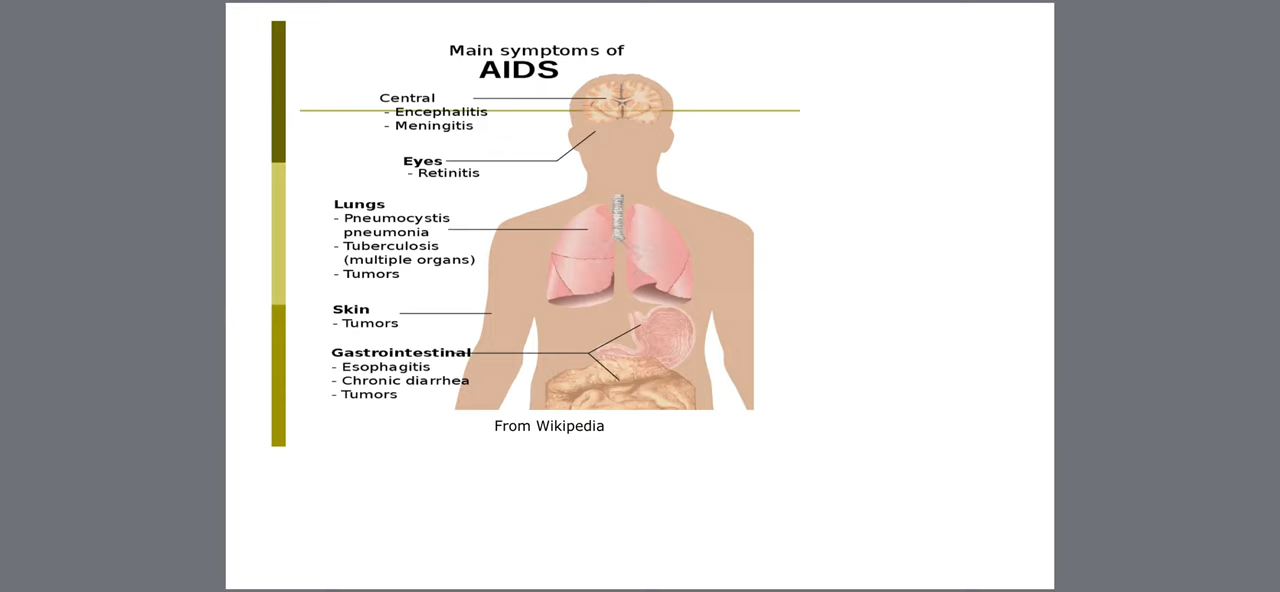 Main symptoms of
AIDS
Central
- Encephalitis
- Meningitis
Eyes
- Retinitis
Lungs
- Pneumocystis
pneumonia
- Tuberculosis
(multiple organs)
- Tumors
Skin
- Tumors
Gastrointestinal
- Esophagitis
- Chronic diarrhea
- Tumors
From Wikipedia